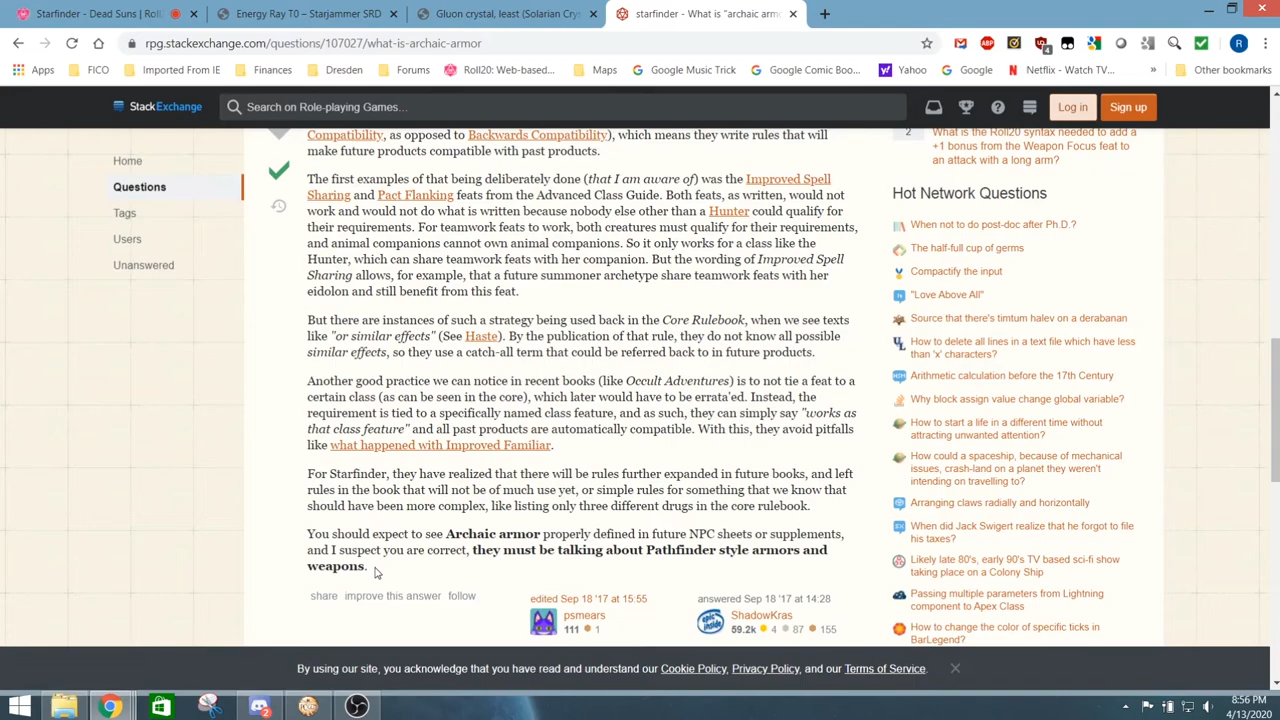 starfinder - Dead Suns | Roll
Energy Ray T0 – Starjammer SRD
Gluon crystal, least (Solarian Crys
starfinder - What is "archaic armo
rpg.stackexchange.com/questions/107027/what-is-archaic-armor
Apps
FICO
Imported From IE
Finances
Dresden
Forums
Roll20: Web-based...
Maps
Google Music Trick
Google Comic Boo...
Yahoo
Google
Netflix - Watch TV...
Other bookmarks
StackExchange
Search on Role-playing Games...
Log in
Sign up
Home
Questions
Tags
Users
Unanswered
Compatibility, as opposed to Backwards Compatibility), which means they write rules that will
make future products compatible with past products.
The first examples of that being deliberately done (that I am aware of) was the Improved Spell
Sharing and Pact Flanking feats from the Advanced Class Guide. Both feats, as written, would not
work and would not do what is written because nobody else other than a Hunter could qualify for
their requirements. For teamwork feats to work, both creatures must qualify for their requirements,
and animal companions cannot own animal companions. So it only works for a class like the
Hunter, which can share teamwork feats with her companion. But the wording of Improved Spell
Sharing allows, for example, that a future summoner archetype share teamwork feats with her
eidolon and still benefit from this feat.
But there are instances of such a strategy being used back in the Core Rulebook, when we see texts
like "or similar effects" (See Haste). By the publication of that rule, they do not know all possible
similar effects, so they use a catch-all term that could be referred back to in future products.
Another good practice we can notice in recent books (like Occult Adventures) is to not tie a feat to a
certain class (as can be seen in the core), which later would have to be errata'ed. Instead, the
requirement is tied to a specifically named class feature, and as such, they can simply say "works as
that class feature" and all past products are automatically compatible. With this, they avoid pitfalls
like what happened with Improved Familiar.
For Starfinder, they have realized that there will be rules further expanded in future books, and left
rules in the book that will not be of much use yet, or simple rules for something that we know that
should have been more complex, like listing only three different drugs in the core rulebook.
You should expect to see Archaic armor properly defined in future NPC sheets or supplements,
and I suspect you are correct, they must be talking about Pathfinder style armors and
weapons.
share improve this answer follow
edited Sep 18 '17 at 15:55
psmears
111 1
answered Sep 18 '17 at 14:28
ShadowKras
59.2k 4 87 155
2
What is the Roll20 syntax needed to add a
+1 bonus from the Weapon Focus feat to
an attack with a long arm?
Hot Network Questions
When not to do post-doc after Ph.D.?
The half-full cup of germs
Compactify the input
"Love Above All"
Source that there's timtum halev on a derabanan
How to delete all lines in a text file which have less
than 'x' characters?
Arithmetic calculation before the 17th Century
Why block assign value change global variable?
How to start a life in a different time without
attracting unwanted attention?
How could a spaceship, because of mechanical
issues, crash-land on a planet they weren't
intending on travelling to?
Arranging claws radially and horizontally
When did Jack Swigert realize that he forgot to file
his taxes?
Likely late 80's, early 90's TV based sci-fi show
taking place on a Colony Ship
Passing multiple parameters from Lightning
component to Apex Class
How to change the color of specific ticks in
BarLegend?
By using our site, you acknowledge that you have read and understand our Cookie Policy, Privacy Policy, and our Terms of Service.
8:56 PM
4/13/2020